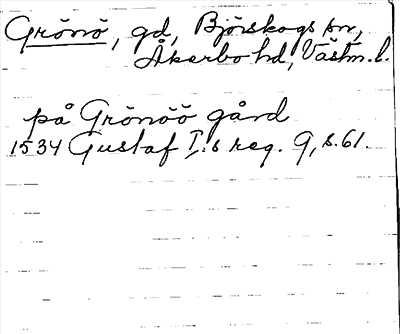 Grönö, gd, Björskogs sn,
Åkerbo hd, Västm. l.
på Grönöö gård
1534 Gustaf I:s reg. 9, s. 61.